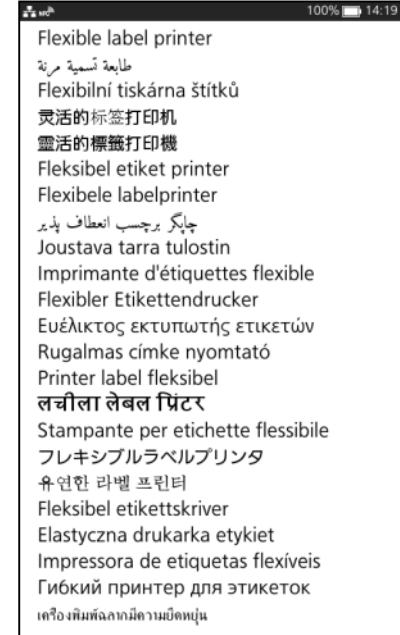 NFC 100% 14:19
Flexible label printer
طابعة تسمية مرنة
Flexibilní tiskárna štítků
灵活的标签打印机
靈活的標籤打印機
Fleksibel etiket printer
Flexibele labelprinter
چاپگر برچسب انعطاف پذیر
Joustava tarra tulostin
Imprimante d'étiquettes flexible
Flexibler Etikettendrucker
Ευέλικτος εκτυπωτής ετικετών
Rugalmas címke nyomtató
Printer label fleksibel
लचीला लेबल प्रिंटर
Stampante per etichette flessibile
フレキシブルラベルプリンタ
유연한 라벨 프린터
Fleksibel etikettskriver
Elastyczna drukarka etykiet
Impressora de etiquetas flexíveis
Гибкий принтер для этикеток
เครื่องพิมพ์ฉลากมีความยืดหยุ่น